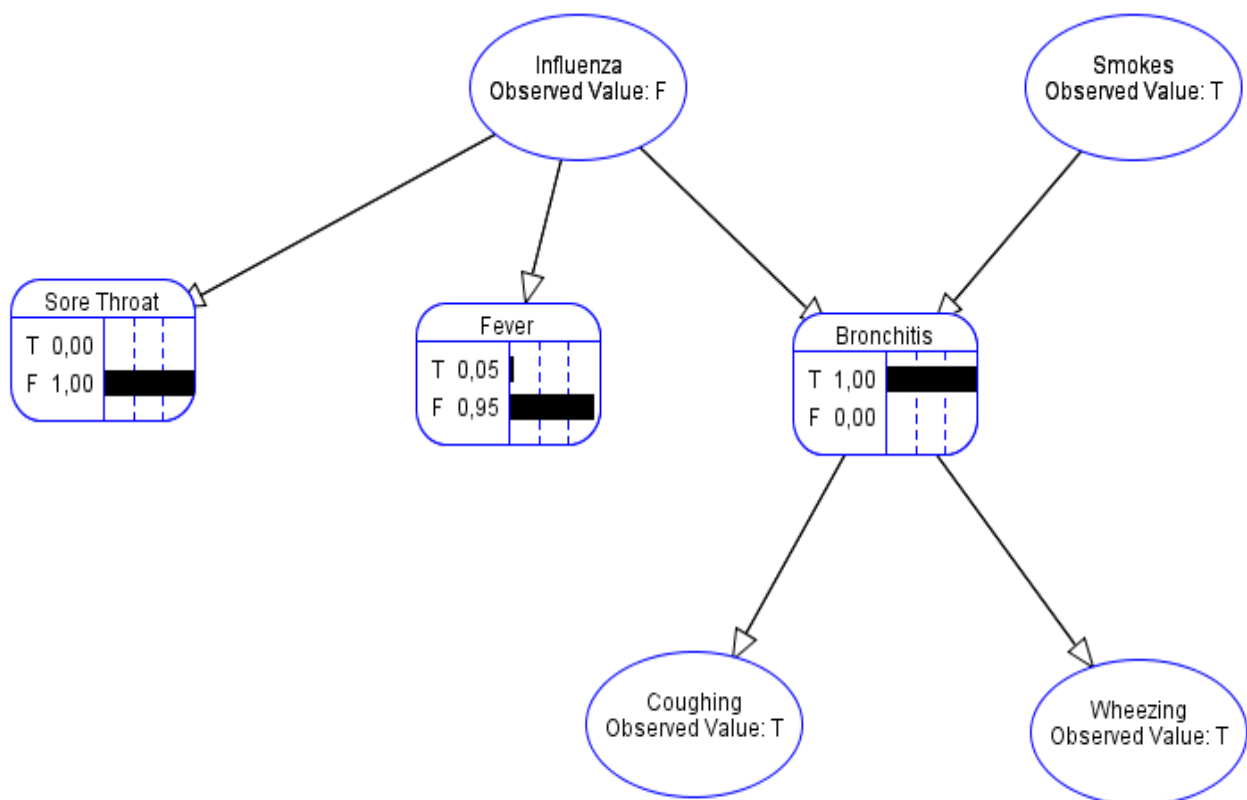 Influenza
Observed Value: F
Smokes
Observed Value: T
Sore Throat
T 0,00
F 1,00
Fever
T 0,05
F 0,95
Bronchitis
T 1,00
F 0,00
Coughing
Observed Value: T
Wheezing
Observed Value: T